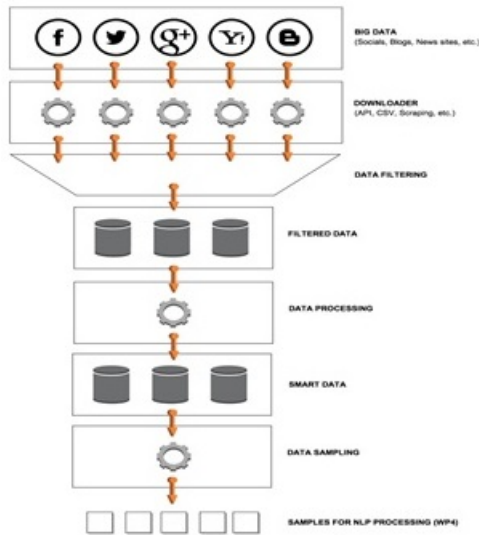 f g+ Y! B
BIG DATA
(Socials, Blogs, News sites, etc.)
DOWNLOADER
(API, CSV, Scraping, etc.)
DATA FILTERING
FILTERED DATA
DATA PROCESSING
SMART DATA
DATA SAMPLING
SAMPLES FOR NLP PROCESSING (WP4)